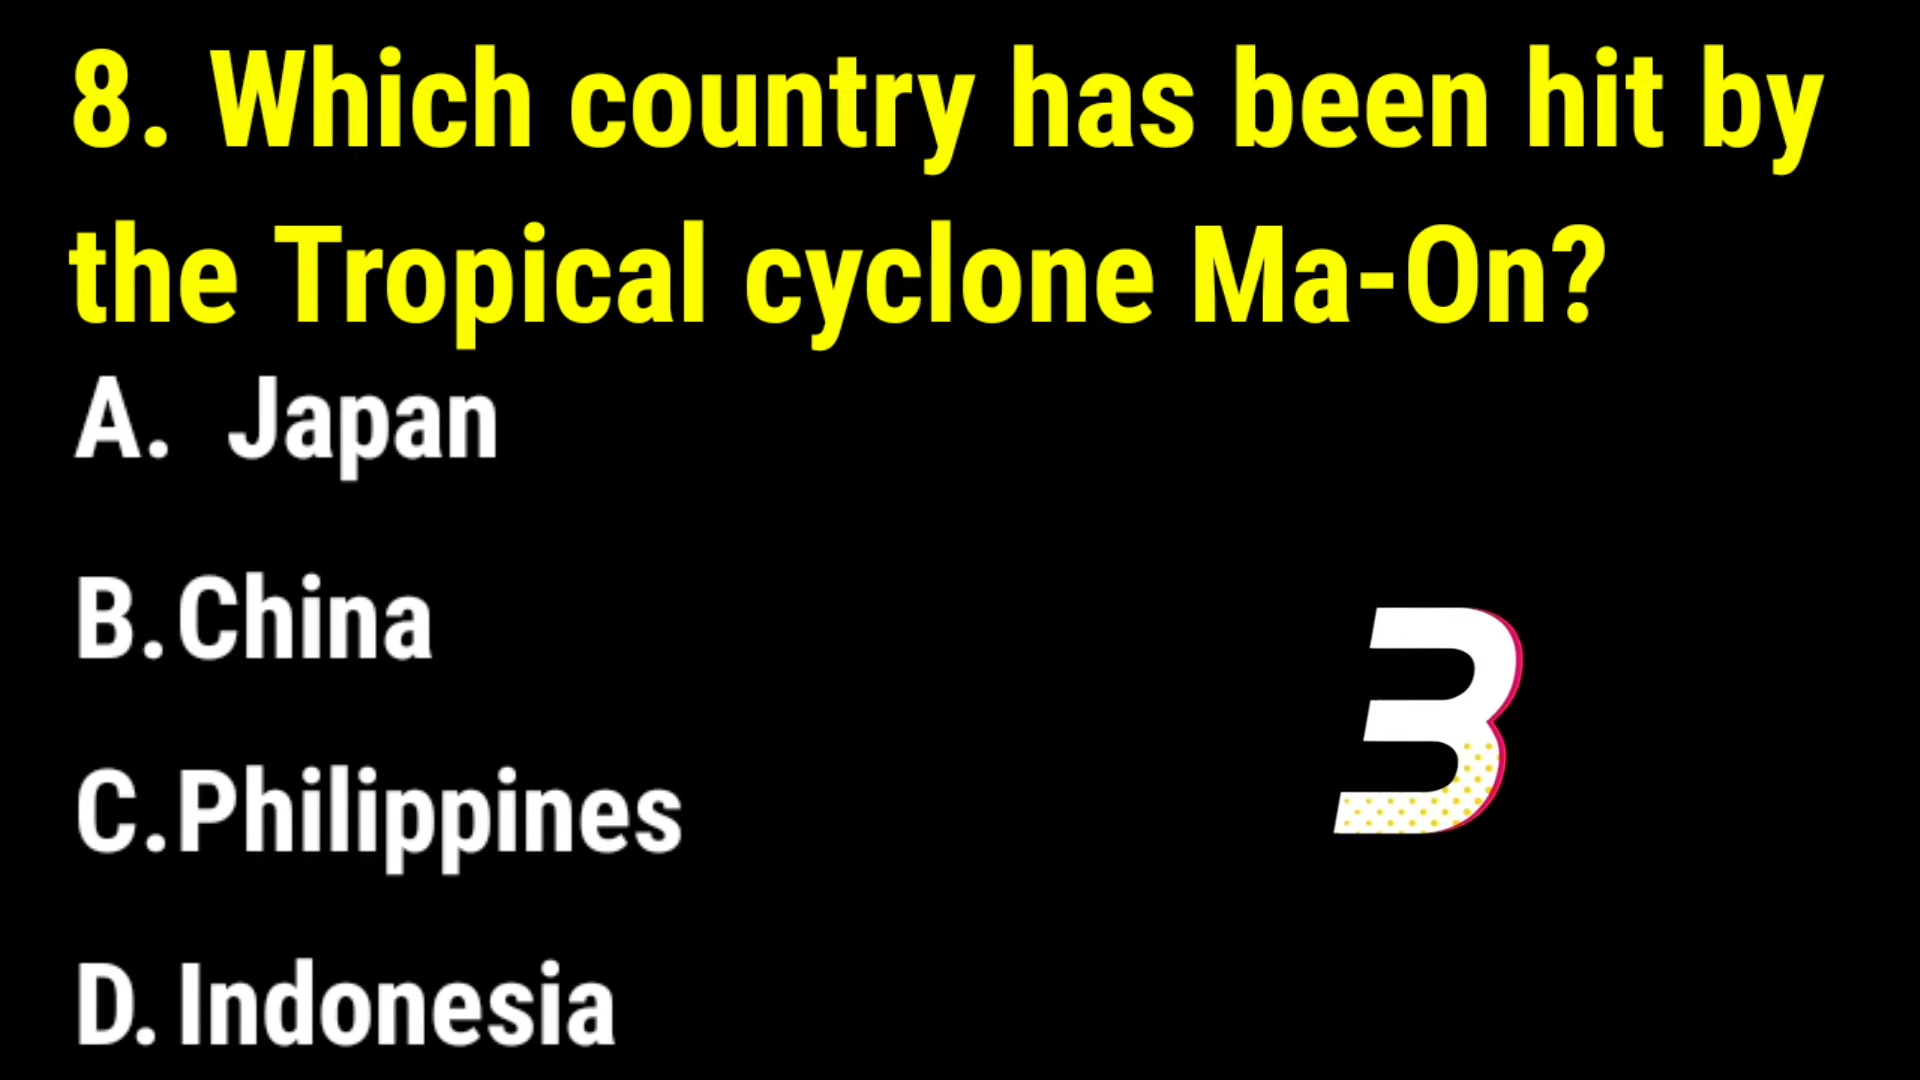 8. Which country has been hit by
the Tropical cyclone Ma-On?
A. Japan
B. China
3
C. Philippines
D. Indonesia